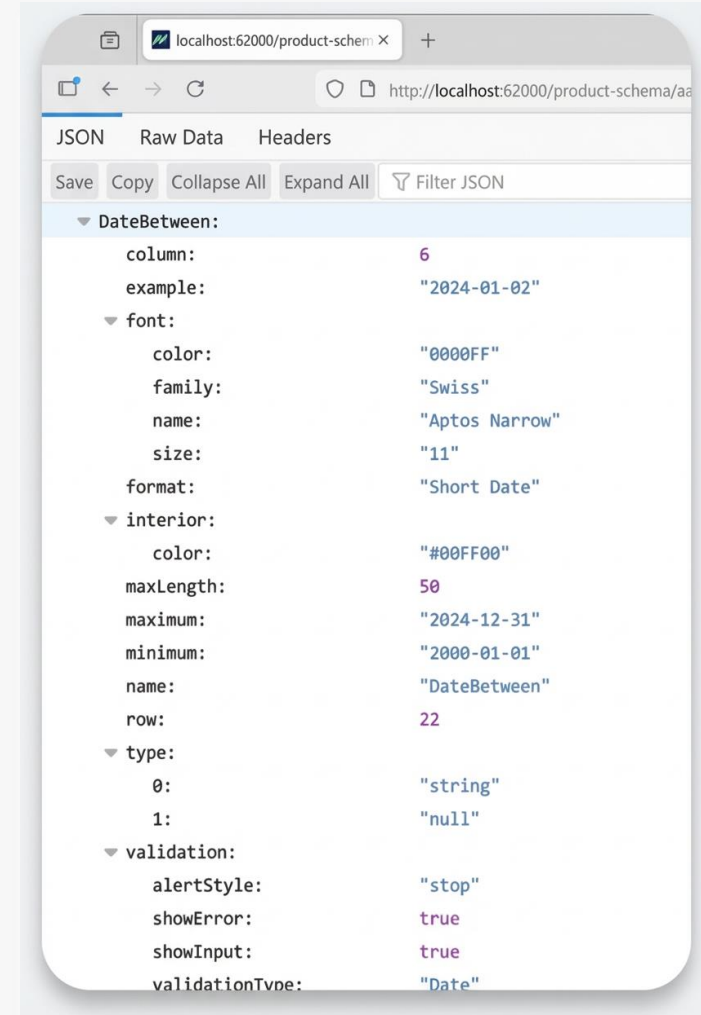 localhost:62000/product-schem
http://localhost:62000/product-schema/aa
JSON Raw Data Headers
Save Copy Collapse All Expand All Filter JSON
DateBetween:
column: 6
example: "2024-01-02"
font:
color: "0000FF"
family: "Swiss"
name: "Aptos Narrow"
size: "11"
format: "Short Date"
interior:
color: "#00FF00"
maxLength: 50
maximum: "2024-12-31"
minimum: "2000-01-01"
name: "DateBetween"
row: 22
type:
0: "string"
1: "null"
validation:
alertStyle: "stop"
showError: true
showInput: true
validationType: "Date"